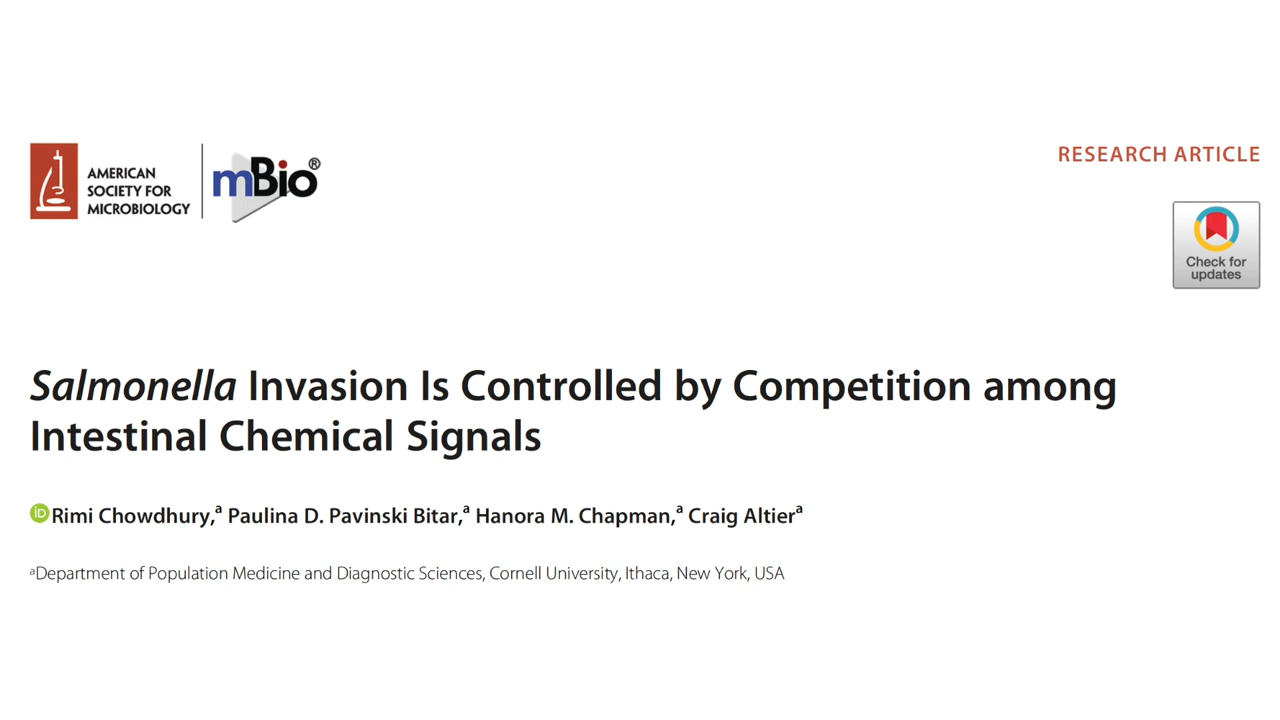 AMERICAN
SOCIETY FOR
MICROBIOLOGY
mBio®
RESEARCH ARTICLE
Check for
updates
Salmonella Invasion Is Controlled by Competition among
Intestinal Chemical Signals
iD Rimi Chowdhury,ᵃ Paulina D. Pavinski Bitar,ᵃ Hanora M. Chapman,ᵃ Craig Altierᵃ
ᵃDepartment of Population Medicine and Diagnostic Sciences, Cornell University, Ithaca, New York, USA